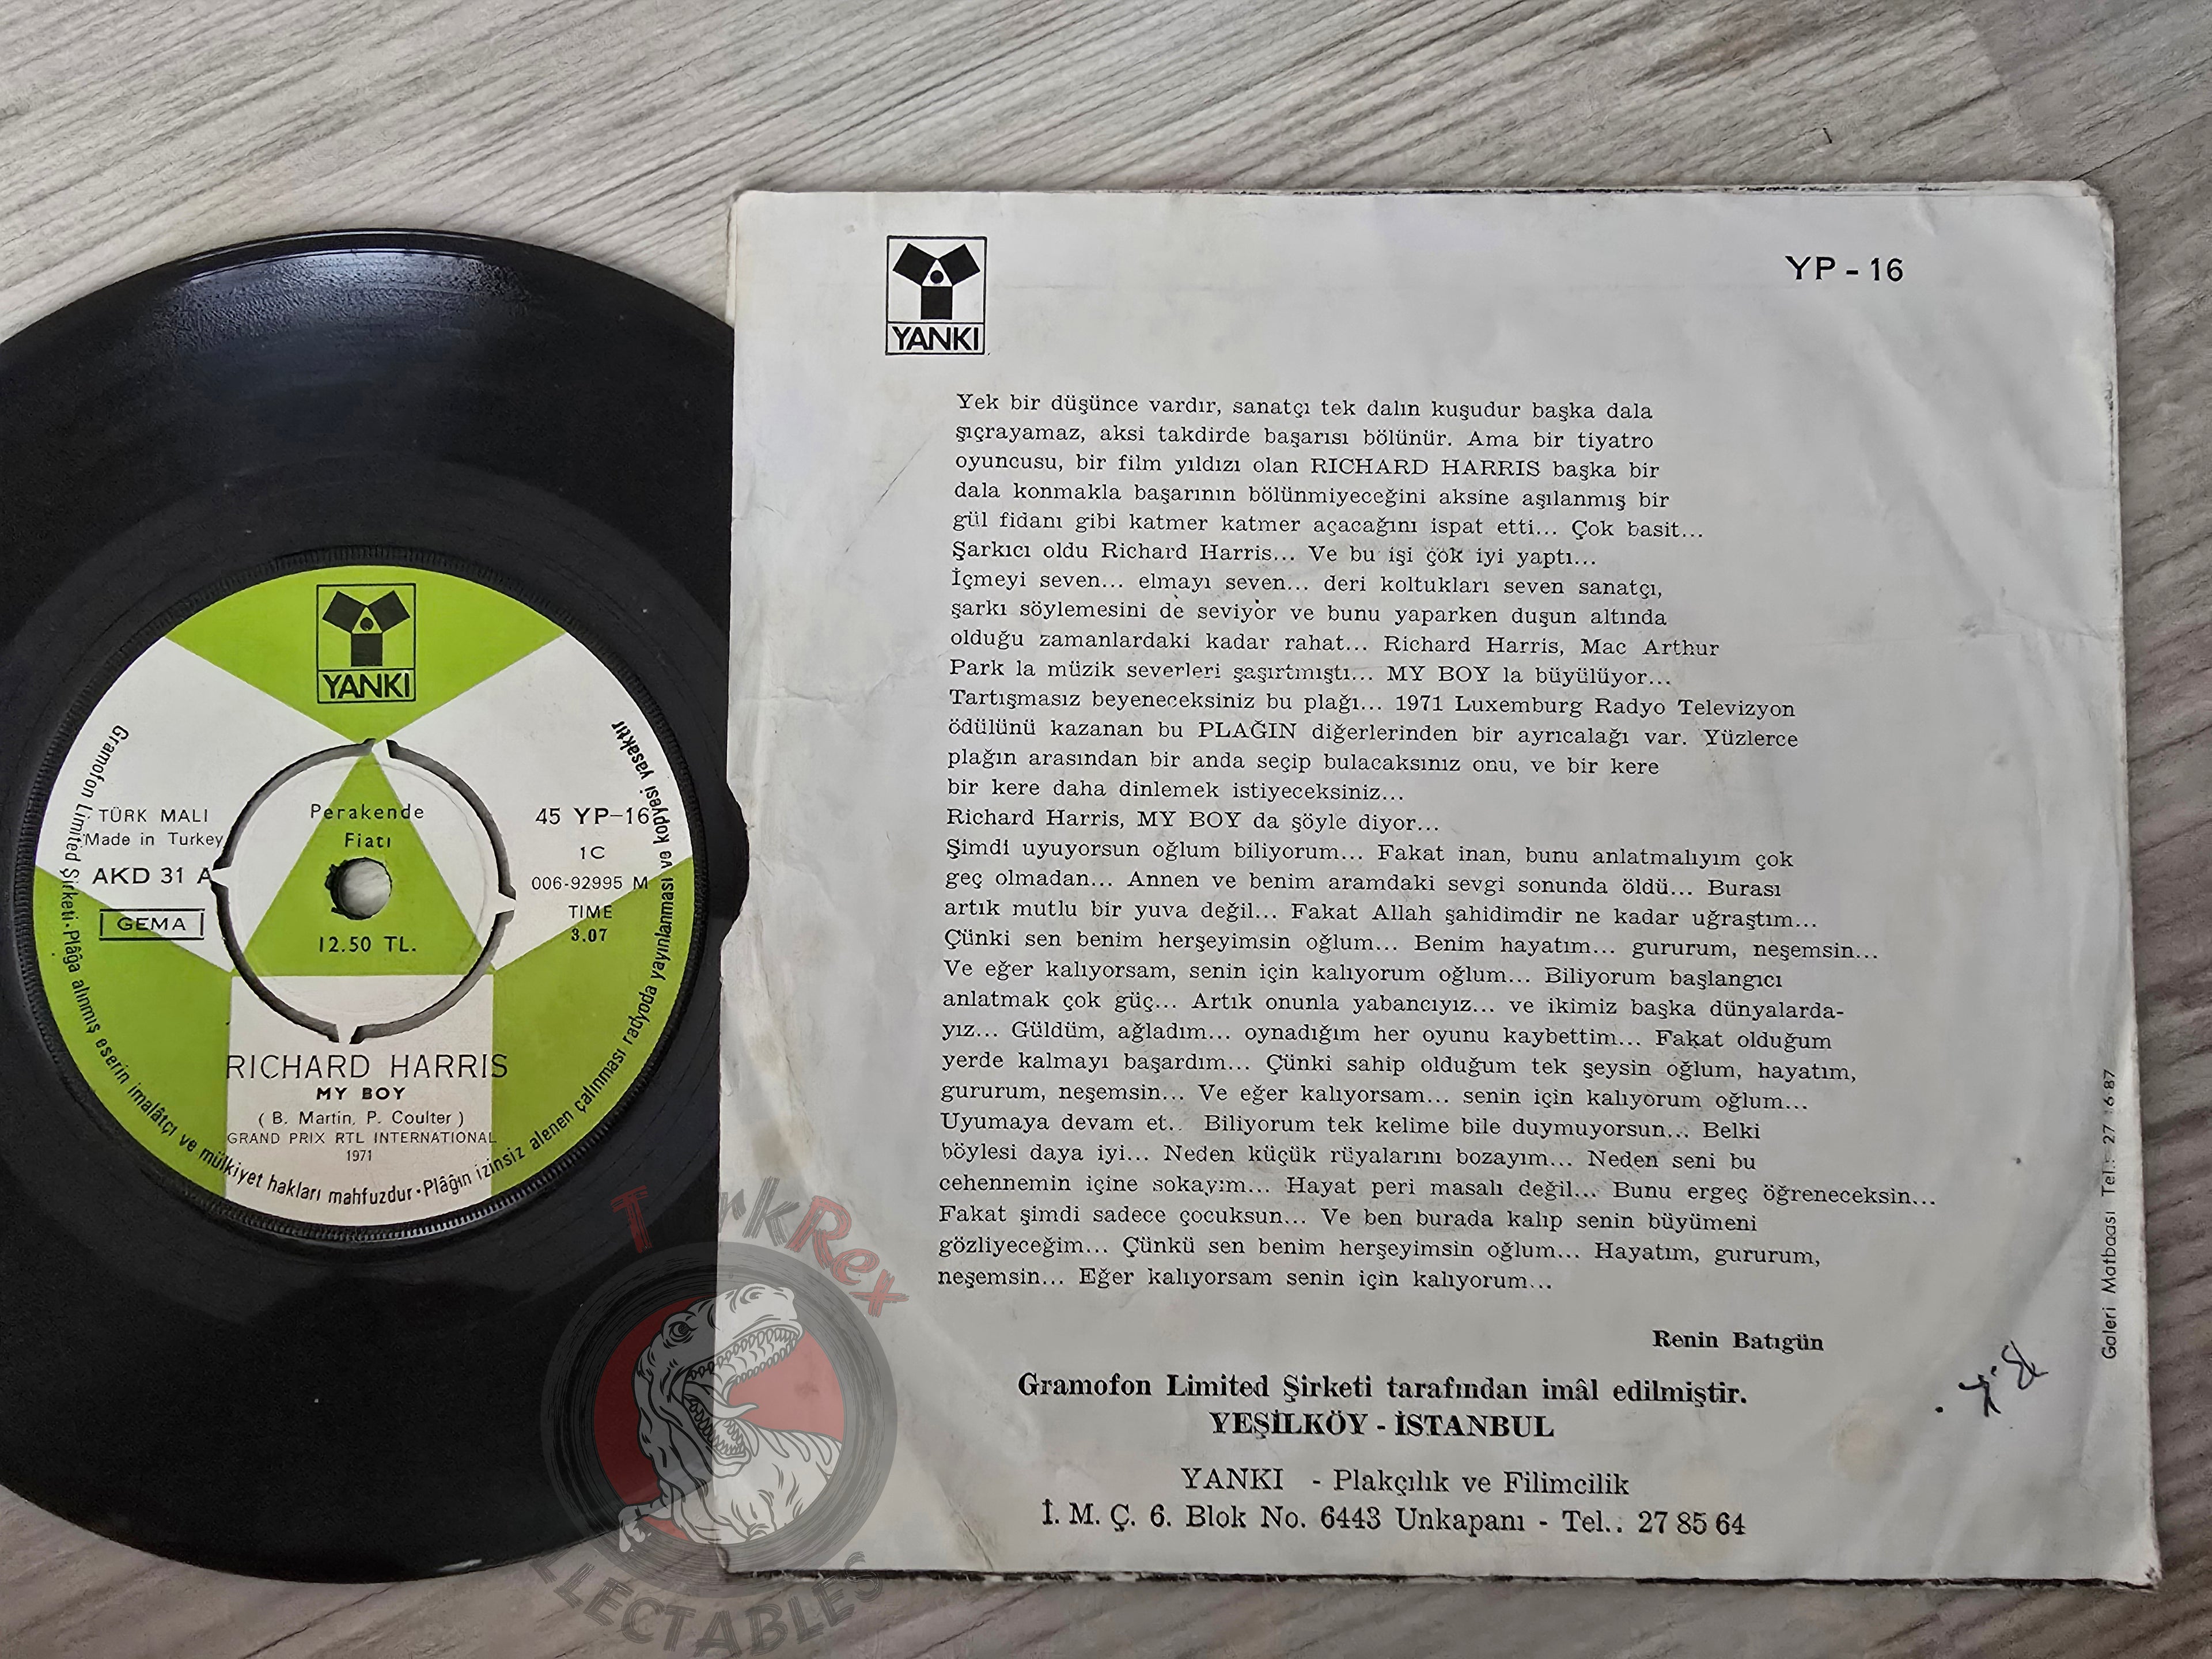 YANKI
TÜRK MALI
Made in Turkey
AKD 31 A
GEMA
Perakende
Fiatı
12.50 TL.
45 YP-16
1C
006-92995 M
TIME
3.07
RICHARD HARRIS
MY BOY
( B. Martin, P. Coulter )
GRAND PRIX RTL INTERNATIONAL
1971
Gramofon Limited Şirketi • Plâğa alınmış eserin imalâtçı ve mülkiyet hakları mahfuzdur • Plâğın izinsiz alenen çalınması radyoda yayınlanması ve kopyesi yasaktır
YANKI
YP - 16
Yek bir düşünce vardır, sanatçı tek dalın kuşudur başka dala
şıçrayamaz, aksi takdirde başarısı bölünür. Ama bir tiyatro
oyuncusu, bir film yıldızı olan RICHARD HARRIS başka bir
dala konmakla başarının bölünmiyeceğini aksine aşılanmış bir
gül fidanı gibi katmer katmer açacağını ispat etti... Çok basit...
Şarkıcı oldu Richard Harris... Ve bu işi çok iyi yaptı...
İçmeyi seven... elmayı seven... deri koltukları seven sanatçı,
şarkı söylemesini de seviyor ve bunu yaparken duşun altında
olduğu zamanlardaki kadar rahat... Richard Harris, Mac Arthur
Park la müzik severleri şaşırtmıştı... MY BOY la büyülüyor...
Tartışmasız beyeneceksiniz bu plağı... 1971 Luxemburg Radyo Televizyon
ödülünü kazanan bu PLAĞIN diğerlerinden bir ayrıcalağı var. Yüzlerce
plağın arasından bir anda seçip bulacaksınız onu, ve bir kere
bir kere daha dinlemek istiyeceksiniz...
Richard Harris, MY BOY da şöyle diyor...
Şimdi uyuyorsun oğlum biliyorum... Fakat inan, bunu anlatmalıyım çok
geç olmadan... Annen ve benim aramdaki sevgi sonunda öldü... Burası
artık mutlu bir yuva değil... Fakat Allah şahidimdir ne kadar uğraştım...
Çünki sen benim herşeyimsin oğlum... Benim hayatım... gururum, neşemsin...
Ve eğer kalıyorsam, senin için kalıyorum oğlum... Biliyorum başlangıcı
anlatmak çok güç... Artık onunla yabancıyız... ve ikimiz başka dünyalarda-
yız... Güldüm, ağladım... oynadığım her oyunu kaybettim... Fakat olduğum
yerde kalmayı başardım... Çünki sahip olduğum tek şeysin oğlum, hayatım,
gururum, neşemsin... Ve eğer kalıyorsam... senin için kalıyorum oğlum...
Uyumaya devam et.. Biliyorum tek kelime bile duymuyorsun... Belki
böylesi daya iyi... Neden küçük rüyalarını bozayım... Neden seni bu
cehennemin içine sokayım... Hayat peri masalı değil... Bunu ergeç öğreneceksin...
Fakat şimdi sadece çocuksun... Ve ben burada kalıp senin büyümeni
gözliyeceğim... Çünkü sen benim herşeyimsin oğlum... Hayatım, gururum,
neşemsin... Eğer kalıyorsam senin için kalıyorum...
Renin Batıgün
Gramofon Limited Şirketi tarafından imâl edilmiştir.
YEŞİLKÖY - İSTANBUL
YANKI - Plakçılık ve Filimcilik
İ. M. Ç. 6. Blok No. 6443 Unkapanı - Tel.. 27 85 64
Galeri Matbaası Tel.: 27 16 87
TurkRex
LLECTABLES